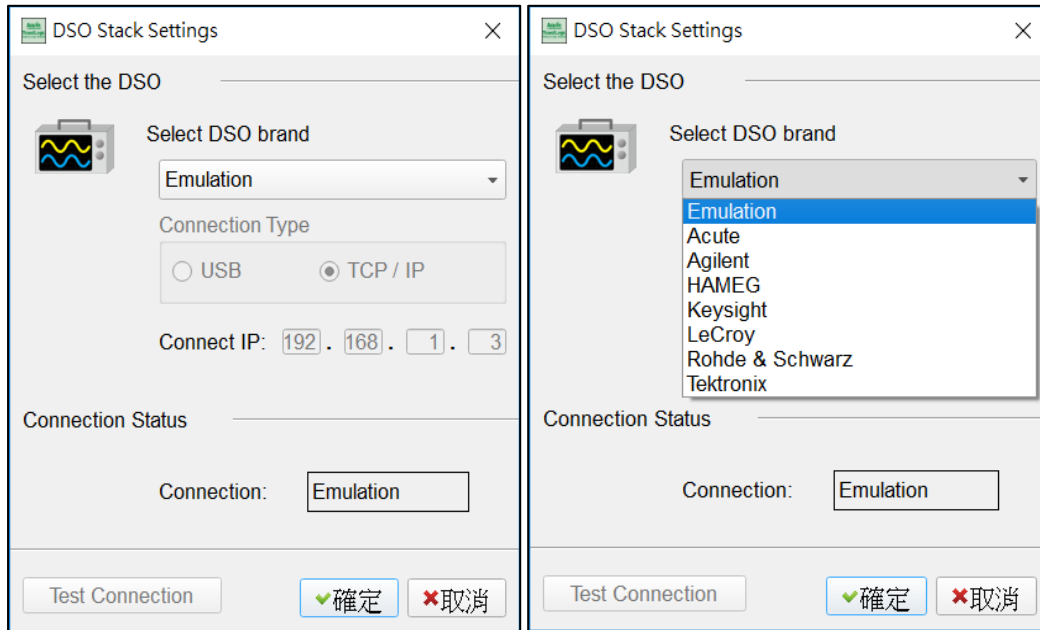 DSO Stack Settings
Select the DSO
Select DSO brand
Emulation
Connection Type
USB
TCP / IP
Connect IP: 192 . 168 . 1 . 3
Connection Status
Connection: Emulation
Test Connection
確定
取消
DSO Stack Settings
Select the DSO
Select DSO brand
Emulation
Emulation
Acute
Agilent
HAMEG
Keysight
LeCroy
Rohde & Schwarz
Tektronix
Connection Status
Connection: Emulation
Test Connection
確定
取消